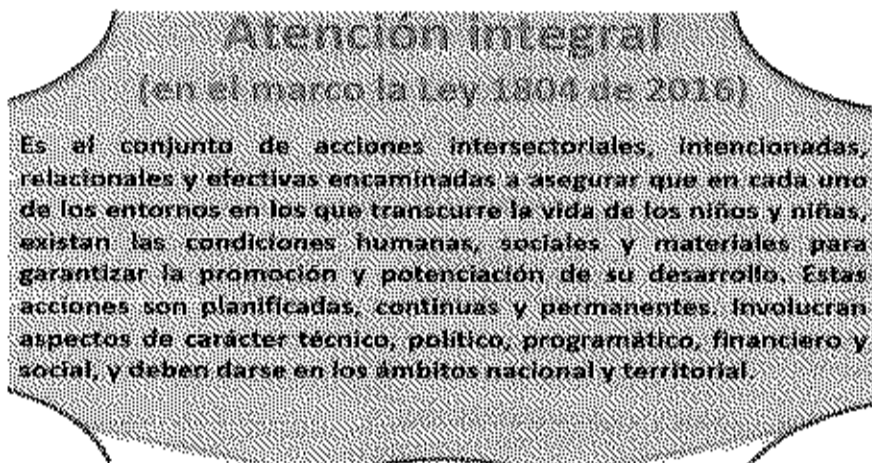 Atención integral
(en el marco la Ley 1804 de 2016)
Es el conjunto de acciones intersectoriales, intencionadas,
relacionales y efectivas encaminadas a asegurar que en cada uno
de los entornos en los que transcurre la vida de los niños y niñas,
existan las condiciones humanas, sociales y materiales para
garantizar la promoción y potenciación de su desarrollo. Estas
acciones son planificadas, continuas y permanentes. Involucran
aspectos de carácter técnico, político, programático, financiero y
social, y deben darse en los ámbitos nacional y territorial.